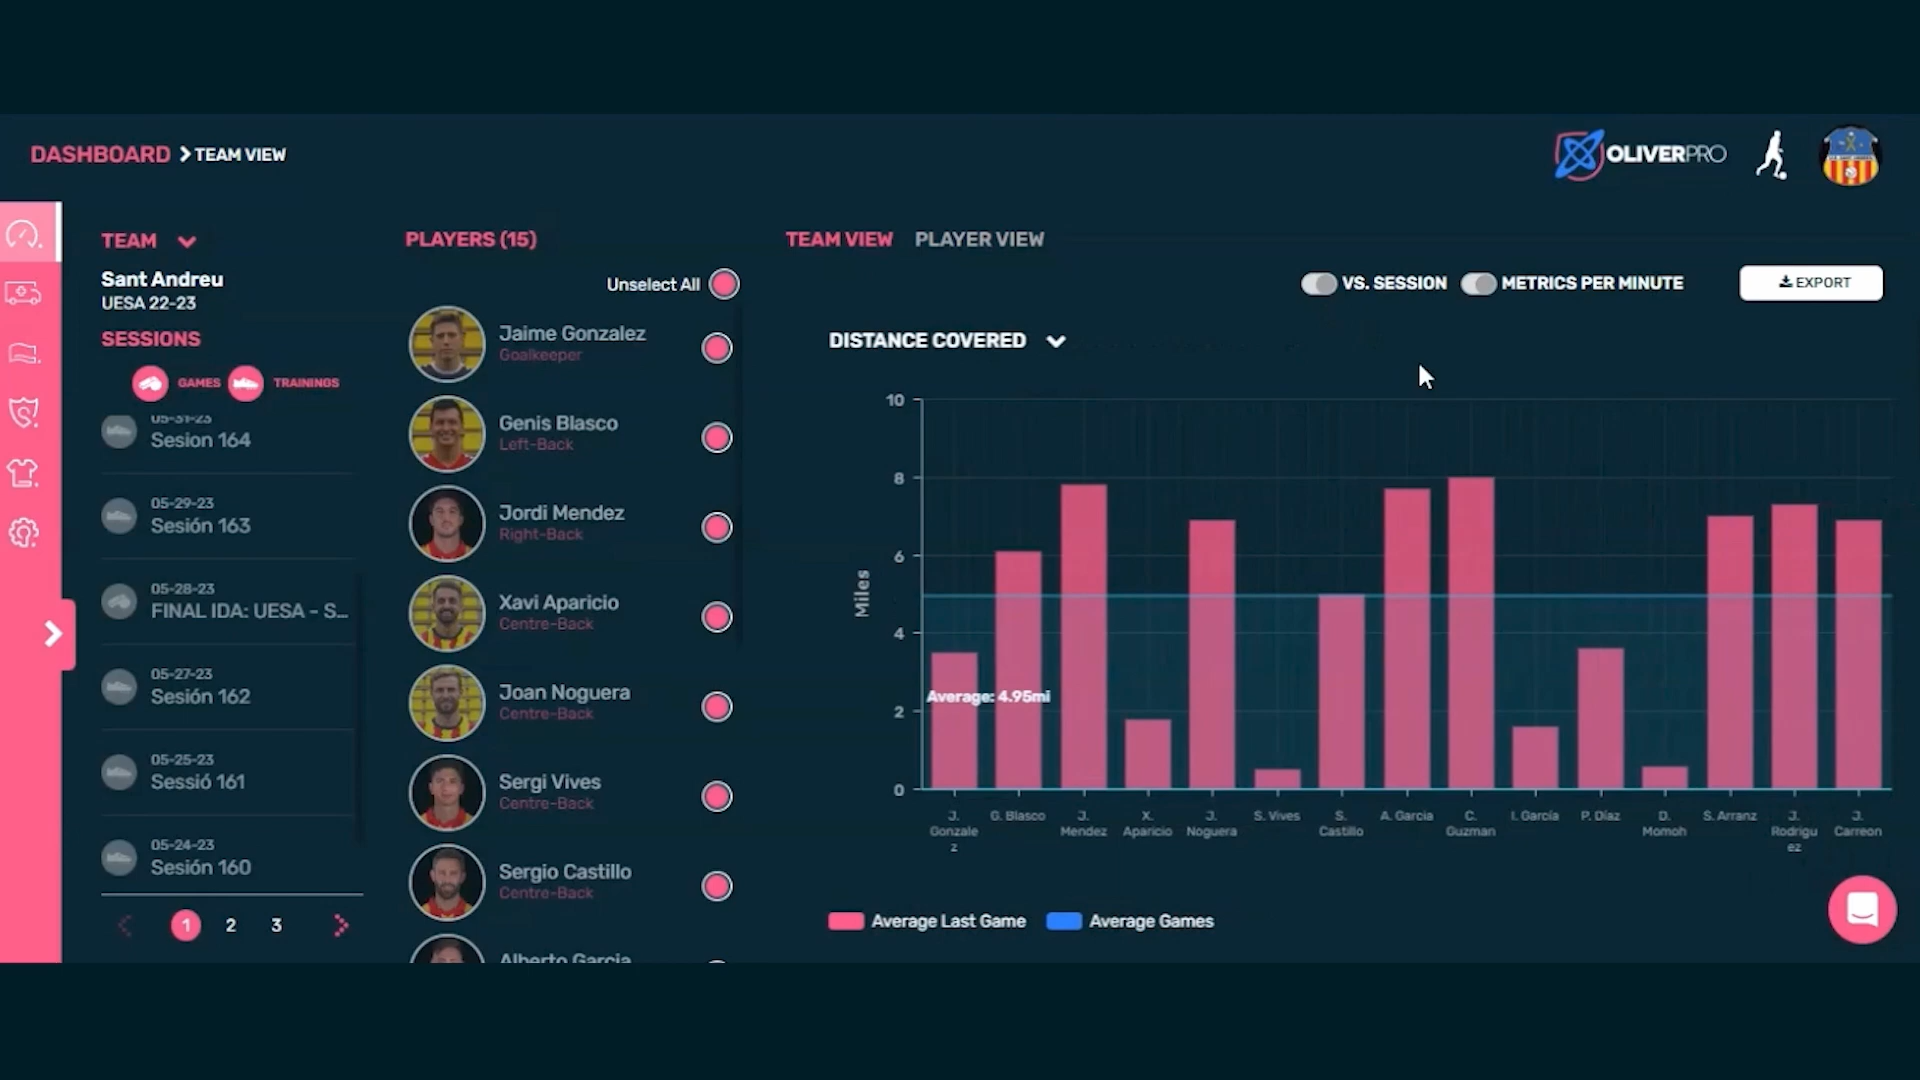 DASHBOARD > TEAM VIEW
OLIVERPRO
TEAM
Sant Andreu
UESA 22-23
SESSIONS
GAMES
TRAININGS
05-31-23
Sesion 164
05-29-23
Sesión 163
05-28-23
FINAL IDA: UESA - S...
05-27-23
Sesión 162
05-25-23
Sessió 161
05-24-23
Sesión 160
1 2 3
PLAYERS (15)
Unselect All
Jaime Gonzalez
Goalkeeper
Genis Blasco
Left-Back
Jordi Mendez
Right-Back
Xavi Aparicio
Centre-Back
Joan Noguera
Centre-Back
Sergi Vives
Centre-Back
Sergio Castillo
Centre-Back
Alberto Garcia
TEAM VIEW PLAYER VIEW
VS. SESSION
METRICS PER MINUTE
EXPORT
DISTANCE COVERED
10
8
6
4
2
0
Miles
Average: 4.95mi
J. Gonzalez
G. Blasco
J. Mendez
X. Aparicio
J. Noguera
S. Vives
S. Castillo
A. Garcia
C. Guzman
I. García
P. Díaz
D. Momoh
S. Arranz
J. Rodriguez
J. Carreon
Average Last Game
Average Games